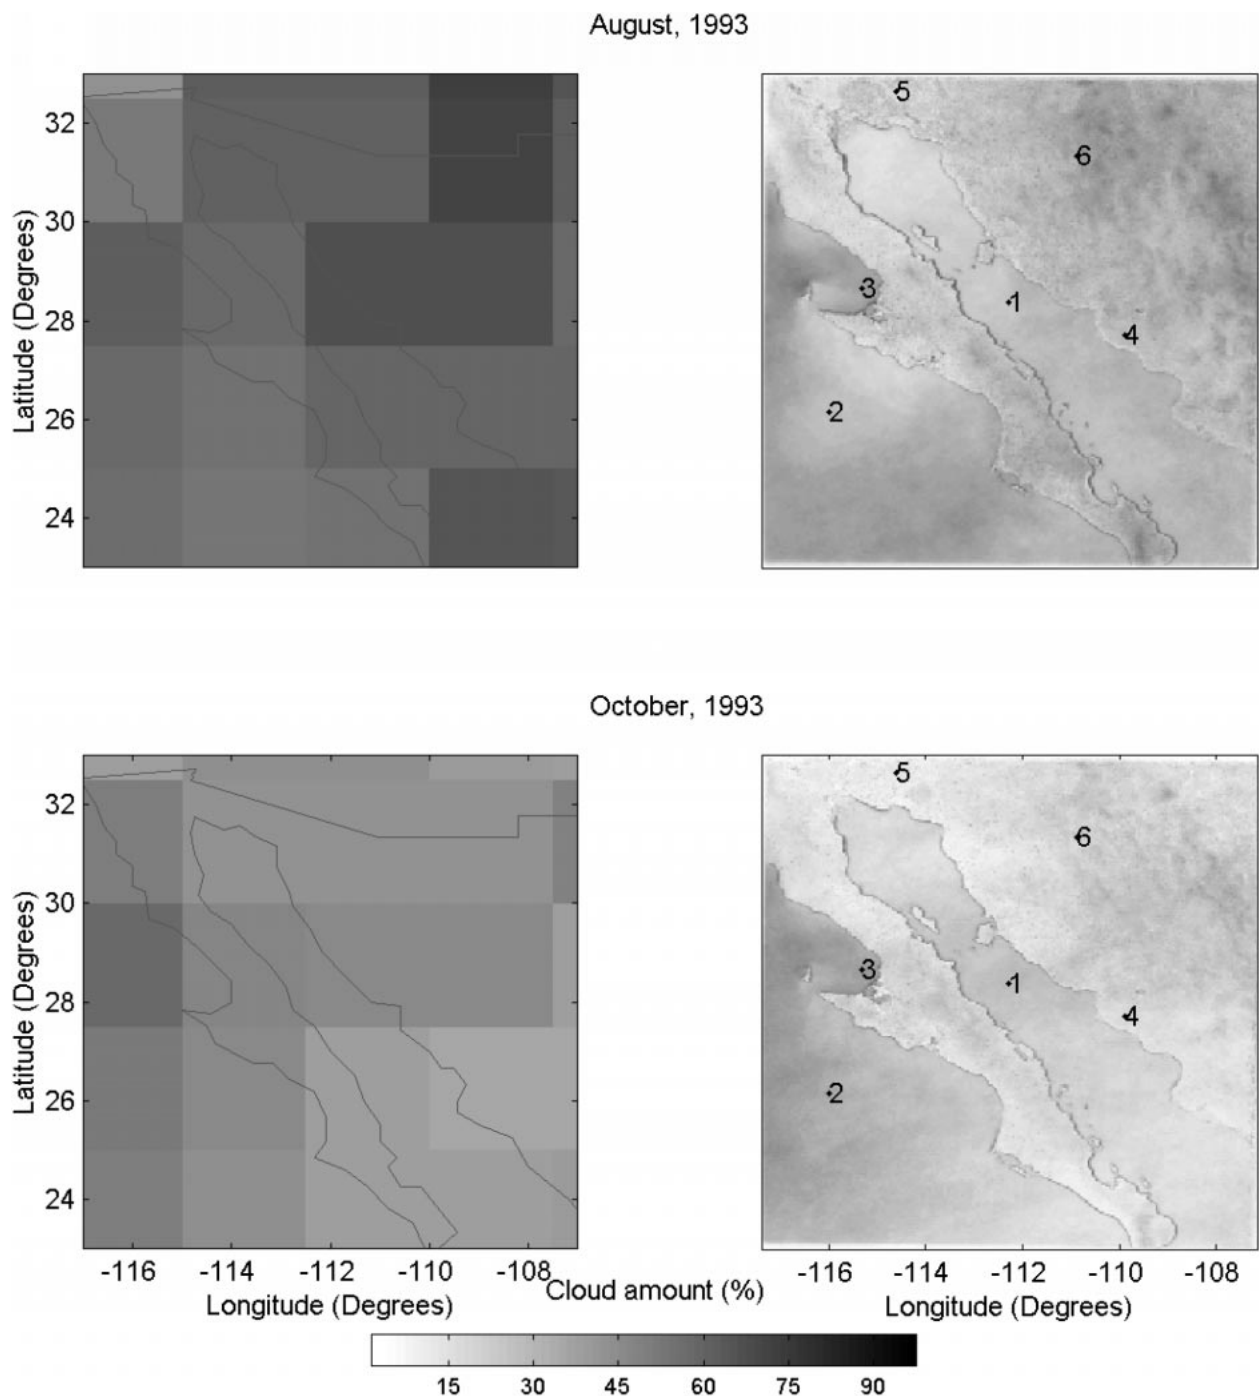 August, 1993
Latitude (Degrees)
32
30
28
26
24
5
6
3
1
4
2
October, 1993
Latitude (Degrees)
32
30
28
26
24
5
6
3
1
4
2
-116 -114 -112 -110 -108
Longitude (Degrees)
-116 -114 -112 -110 -108
Longitude (Degrees)
Cloud amount (%)
15 30 45 60 75 90